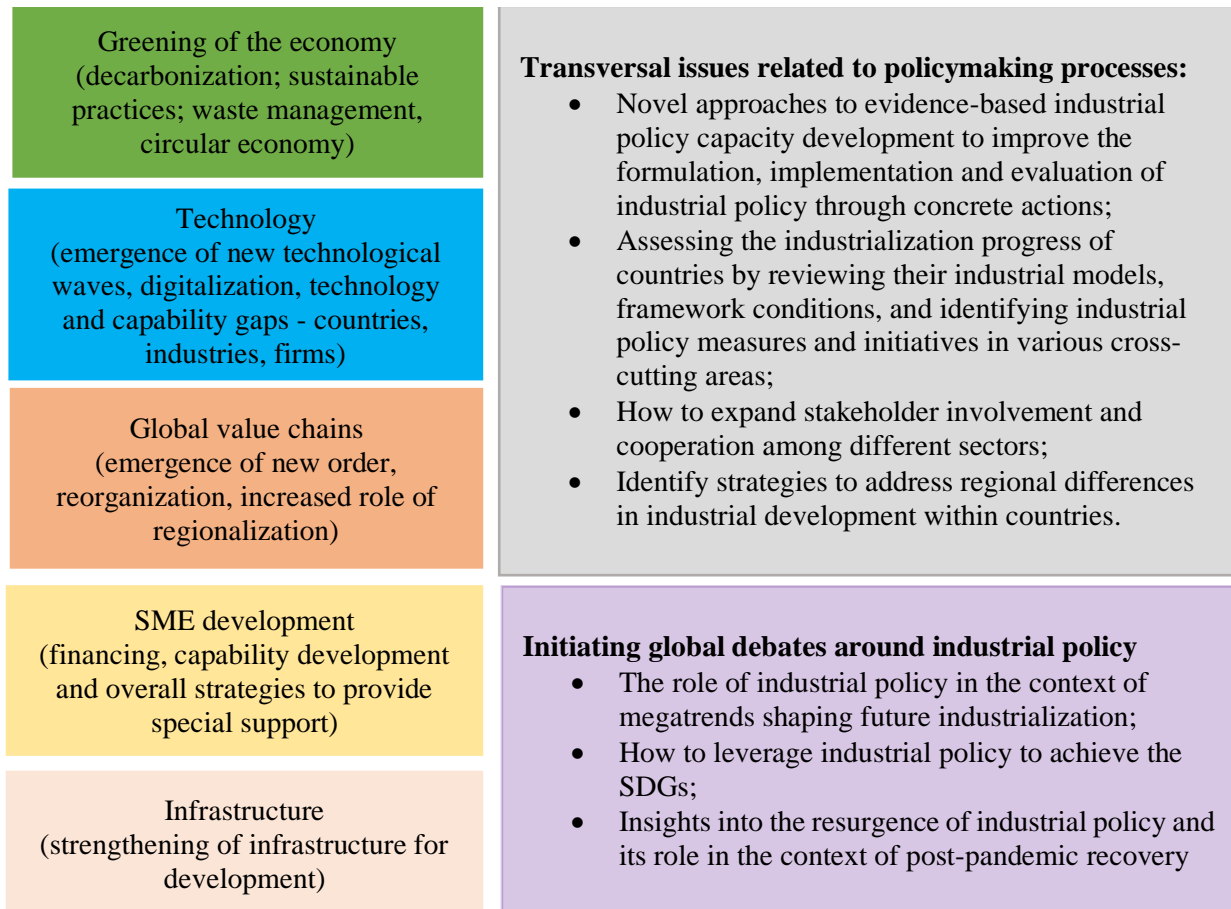 Greening of the economy
(decarbonization; sustainable
practices; waste management,
circular economy)
Technology
(emergence of new technological
waves, digitalization, technology
and capability gaps - countries,
industries, firms)
Global value chains
(emergence of new order,
reorganization, increased role of
regionalization)
SME development
(financing, capability development
and overall strategies to provide
special support)
Infrastructure
(strengthening of infrastructure for
development)
Transversal issues related to policymaking processes:
• Novel approaches to evidence-based industrial
policy capacity development to improve the
formulation, implementation and evaluation of
industrial policy through concrete actions;
• Assessing the industrialization progress of
countries by reviewing their industrial models,
framework conditions, and identifying industrial
policy measures and initiatives in various cross-
cutting areas;
• How to expand stakeholder involvement and
cooperation among different sectors;
• Identify strategies to address regional differences
in industrial development within countries.
Initiating global debates around industrial policy
• The role of industrial policy in the context of
megatrends shaping future industrialization;
• How to leverage industrial policy to achieve the
SDGs;
• Insights into the resurgence of industrial policy and
its role in the context of post-pandemic recovery